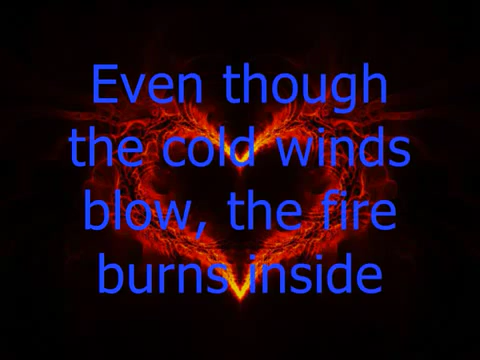 Even though
the cold winds
blow, the fire
burns inside